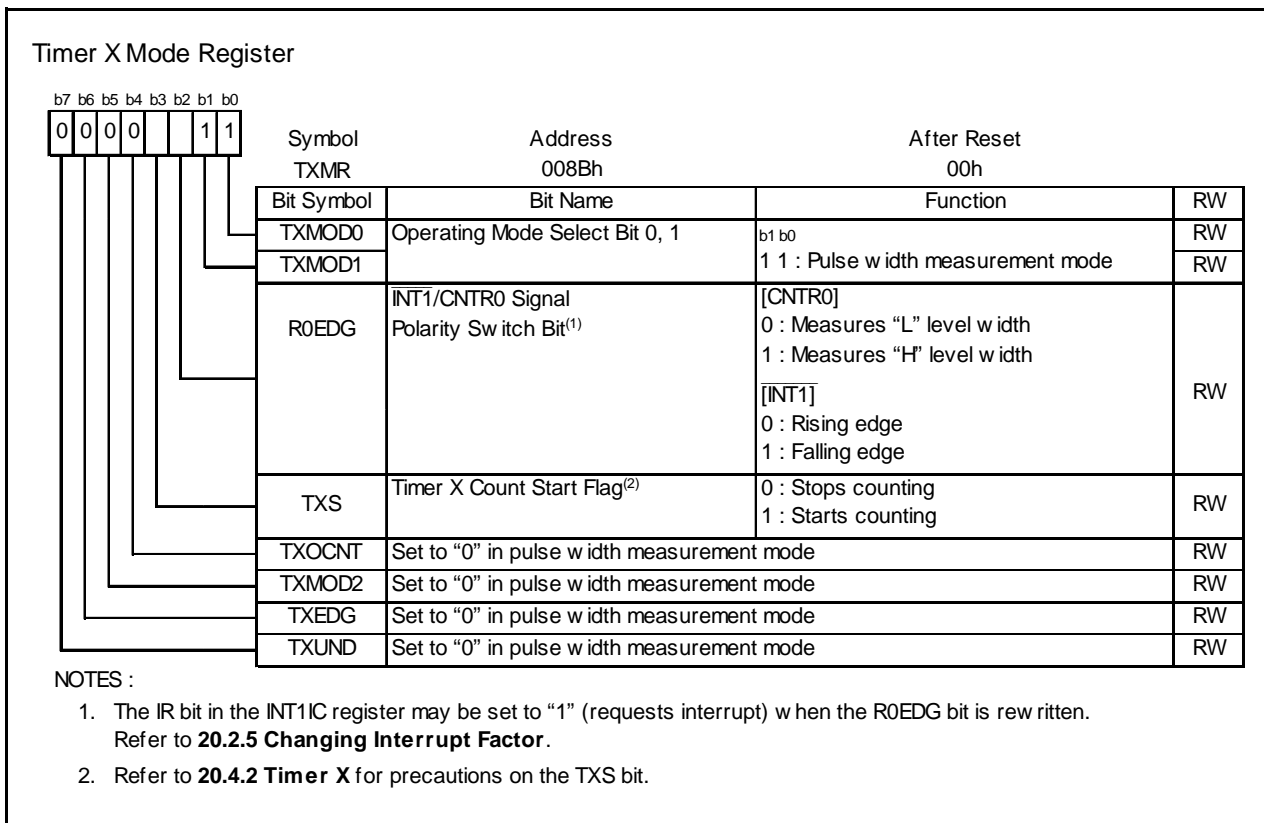 Timer X Mode Register
b7 b6 b5 b4 b3 b2 b1 b0
0 0 0 0 1 1
Symbol Address After Reset
TXMR 008Bh 00h
Bit Symbol Bit Name Function RW
TXMOD0 Operating Mode Select Bit 0, 1 b1 b0 RW
TXMOD1 1 1 : Pulse width measurement mode RW
R0EDG INT1/CNTR0 Signal
Polarity Switch Bit(1)
[CNTR0]
0 : Measures “L” level width
1 : Measures “H” level width
[INT1]
0 : Rising edge
1 : Falling edge
RW
TXS Timer X Count Start Flag(2) 0 : Stops counting
1 : Starts counting
RW
TXOCNT Set to “0” in pulse width measurement mode RW
TXMOD2 Set to “0” in pulse width measurement mode RW
TXEDG Set to “0” in pulse width measurement mode RW
TXUND Set to “0” in pulse width measurement mode RW
NOTES :
1. The IR bit in the INT1IC register may be set to “1” (requests interrupt) when the R0EDG bit is rewritten.
Refer to 20.2.5 Changing Interrupt Factor.
2. Refer to 20.4.2 Timer X for precautions on the TXS bit.